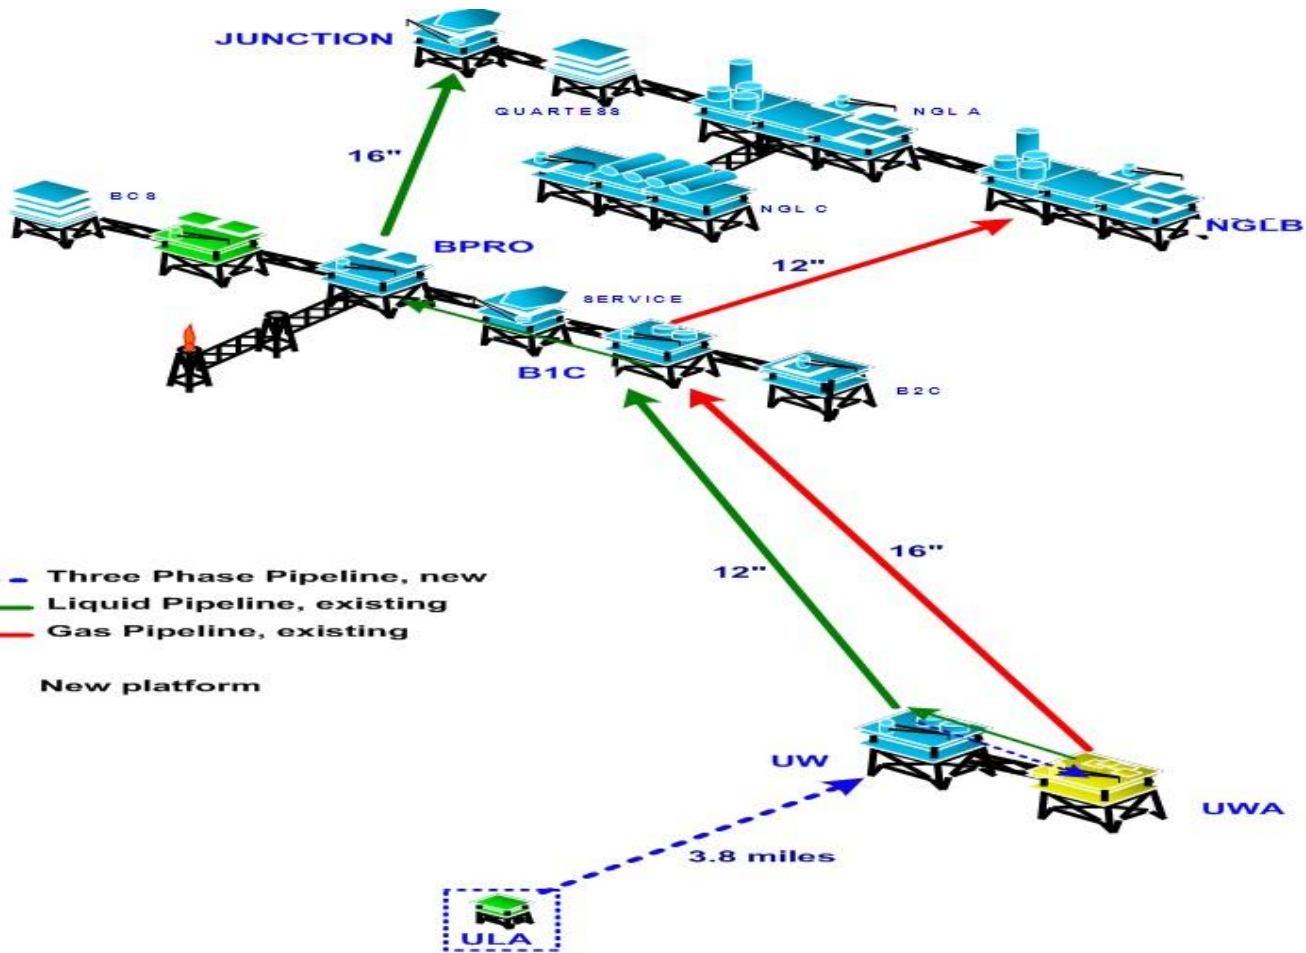 JUNCTION
QUARTESS
NGL A
16"
BCS
NGL C
NGLB
BPRO
12"
SERVICE
B1C
B2C
16"
12"
Three Phase Pipeline, new
Liquid Pipeline, existing
Gas Pipeline, existing
New platform
UW
UWA
3.8 miles
ULA